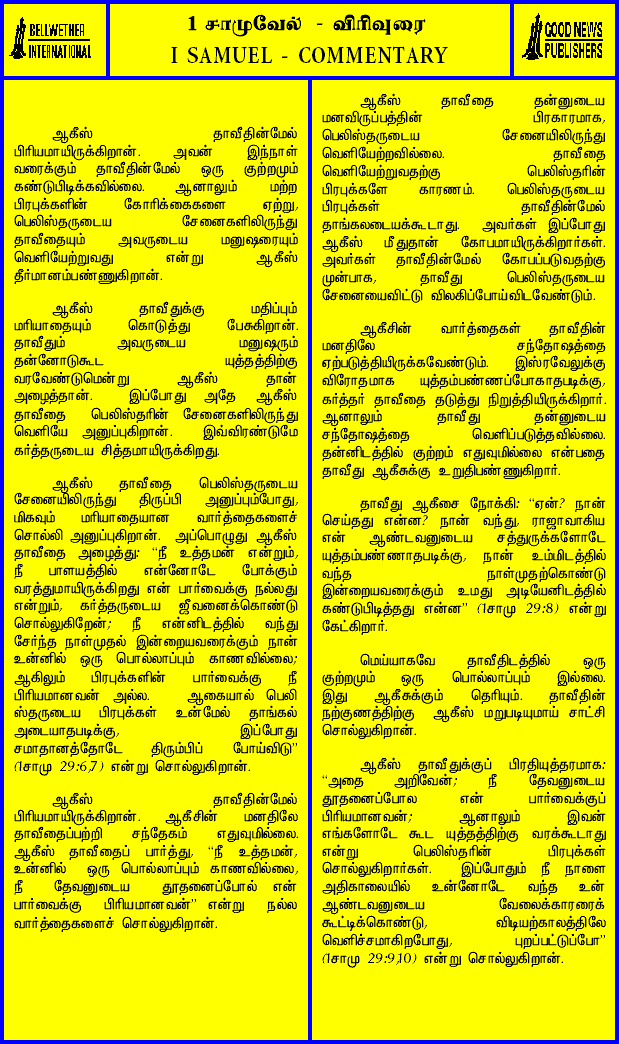 BELLWETHER
INTERNATIONAL
1 சாமுவேல் - விரிவுரை
I SAMUEL - COMMENTARY
GOOD NEWS
PUBLISHERS
ஆகீஸ் தாவீதின்மேல்
பிரியமாயிருக்கிறான். அவன் இந்நாள்
வரைக்கும் தாவீதின்மேல் ஒரு குற்றமும்
கண்டுபிடிக்கவில்லை. ஆனாலும் மற்ற
பிரபுக்களின் கோரிக்கைகளை ஏற்று,
பெலிஸ்தருடைய சேனைகளிலிருந்து
தாவீதையும் அவருடைய மனுஷரையும்
வெளியேற்றுவது என்று ஆகீஸ்
தீர்மானம்பண்ணுகிறான்.
ஆகீஸ் தாவீதுக்கு மதிப்பும்
மரியாதையும் கொடுத்து பேசுகிறான்.
தாவீதும் அவருடைய மனுஷரும்
தன்னோடுகூட யுத்தத்திற்கு
வரவேண்டுமென்று ஆகீஸ் தான்
அழைத்தான். இப்போது அதே ஆகீஸ்
தாவீதை பெலிஸ்தரின் சேனைகளிலிருந்து
வெளியே அனுப்புகிறான். இவ்விரண்டுமே
கர்த்தருடைய சித்தமாயிருக்கிறது.
ஆகீஸ் தாவீதை பெலிஸ்தருடைய
சேனையிலிருந்து திருப்பி அனுப்பும்போது,
மிகவும் மரியாதையான வார்த்தைகளைச்
சொல்லி அனுப்புகிறான். அப்பொழுது ஆகீஸ்
தாவீதை அழைத்து: "நீ உத்தமன் என்றும்,
நீ பாளயத்தில் என்னோடே போக்கும்
வரத்துமாயிருக்கிறது என் பார்வைக்கு நல்லது
என்றும், கர்த்தருடைய ஜீவனைக்கொண்டு
சொல்லுகிறேன்; நீ என்னிடத்தில் வந்து
சேர்ந்த நாள்முதல் இன்றையவரைக்கும் நான்
உன்னில் ஒரு பொல்லாப்பும் காணவில்லை;
ஆகிலும் பிரபுக்களின் பார்வைக்கு நீ
பிரியமானவன் அல்ல. ஆகையால் பெலி
ஸ்தருடைய பிரபுக்கள் உன்மேல் தாங்கல்
அடையாதபடிக்கு, இப்போது
சமாதானத்தோடே திரும்பிப் போய்விடு"
(1சாமு 29:6,7) என்று சொல்லுகிறான்.
ஆகீஸ் தாவீதின்மேல்
பிரியமாயிருக்கிறான். ஆகீசின் மனதிலே
தாவீதைப்பற்றி சந்தேகம் எதுவுமில்லை.
ஆகீஸ் தாவீதைப் பார்த்து, "நீ உத்தமன்,
உன்னில் ஒரு பொல்லாப்பும் காணவில்லை,
நீ தேவனுடைய தூதனைப்போல் என்
பார்வைக்கு பிரியமானவன்" என்று நல்ல
வார்த்தைகளைச் சொல்லுகிறான்.
ஆகீஸ் தாவீதை தன்னுடைய
மனவிருப்பத்தின் பிரகாரமாக,
பெலிஸ்தருடைய சேனையிலிருந்து
வெளியேற்றவில்லை. தாவீதை
வெளியேற்றுவதற்கு பெலிஸ்தரின்
பிரபுக்களே காரணம். பெலிஸ்தருடைய
பிரபுக்கள் தாவீதின்மேல்
தாங்கலடையக்கூடாது. அவர்கள் இப்போது
ஆகீஸ் மீதுதான் கோபமாயிருக்கிறார்கள்.
அவர்கள் தாவீதின்மேல் கோபப்படுவதற்கு
முன்பாக, தாவீது பெலிஸ்தருடைய
சேனையைவிட்டு விலகிப்போய்விடவேண்டும்.
ஆகீசின் வார்த்தைகள் தாவீதின்
மனதிலே சந்தோஷத்தை
ஏற்படுத்தியிருக்கவேண்டும். இஸ்ரவேலுக்கு
விரோதமாக யுத்தம்பண்ணப்போகாதபடிக்கு,
கர்த்தர் தாவீதை தடுத்து நிறுத்தியிருக்கிறார்.
ஆனாலும் தாவீது தன்னுடைய
சந்தோஷத்தை வெளிப்படுத்தவில்லை.
தன்னிடத்தில் குற்றம் எதுவுமில்லை என்பதை
தாவீது ஆகீசுக்கு உறுதிபண்ணுகிறார்.
தாவீது ஆகீசை நோக்கி: "ஏன்? நான்
செய்தது என்ன? நான் வந்து, ராஜாவாகிய
என் ஆண்டவனுடைய சத்துருக்களோடே
யுத்தம்பண்ணாதபடிக்கு, நான் உம்மிடத்தில்
வந்த நாள்முதற்கொண்டு
இன்றையவரைக்கும் உமது அடியேனிடத்தில்
கண்டுபிடித்தது என்ன" (1சாமு 29:8) என்று
கேட்கிறார்.
மெய்யாகவே தாவீதிடத்தில் ஒரு
குற்றமும் ஒரு பொல்லாப்பும் இல்லை.
இது ஆகீசுக்கும் தெரியும். தாவீதின்
நற்குணத்திற்கு ஆகீஸ் மறுபடியுமாய் சாட்சி
சொல்லுகிறான்.
ஆகீஸ் தாவீதுக்குப் பிரதியுத்தரமாக:
"அதை அறிவேன்; நீ தேவனுடைய
தூதனைப்போல என் பார்வைக்குப்
பிரியமானவன்; ஆனாலும் இவன்
எங்களோடே கூட யுத்தத்திற்கு வரக்கூடாது
என்று பெலிஸ்தரின் பிரபுக்கள்
சொல்லுகிறார்கள். இப்போதும் நீ நாளை
அதிகாலையில் உன்னோடே வந்த உன்
ஆண்டவனுடைய வேலைக்காரரைக்
கூட்டிக்கொண்டு, விடியற்காலத்திலே
வெளிச்சமாகிறபோது, புறப்பட்டுப்போ"
(1சாமு 29:9,10) என்று சொல்லுகிறான்.